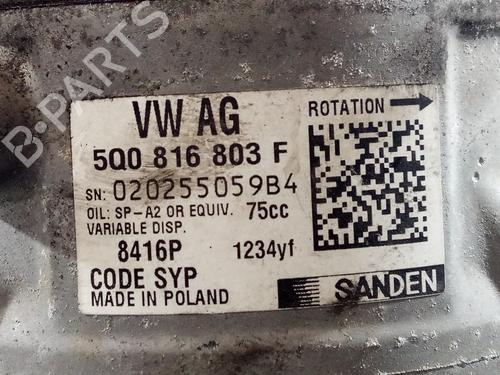 B-PARTS
VW AG
ROTATION
5Q0 816 803 F
SN: 020255059B4
OIL: SP-A2 OR EQUIV. 75cc
VARIABLE DISP.
8416P 1234yf
CODE SYP
MADE IN POLAND
SANDEN